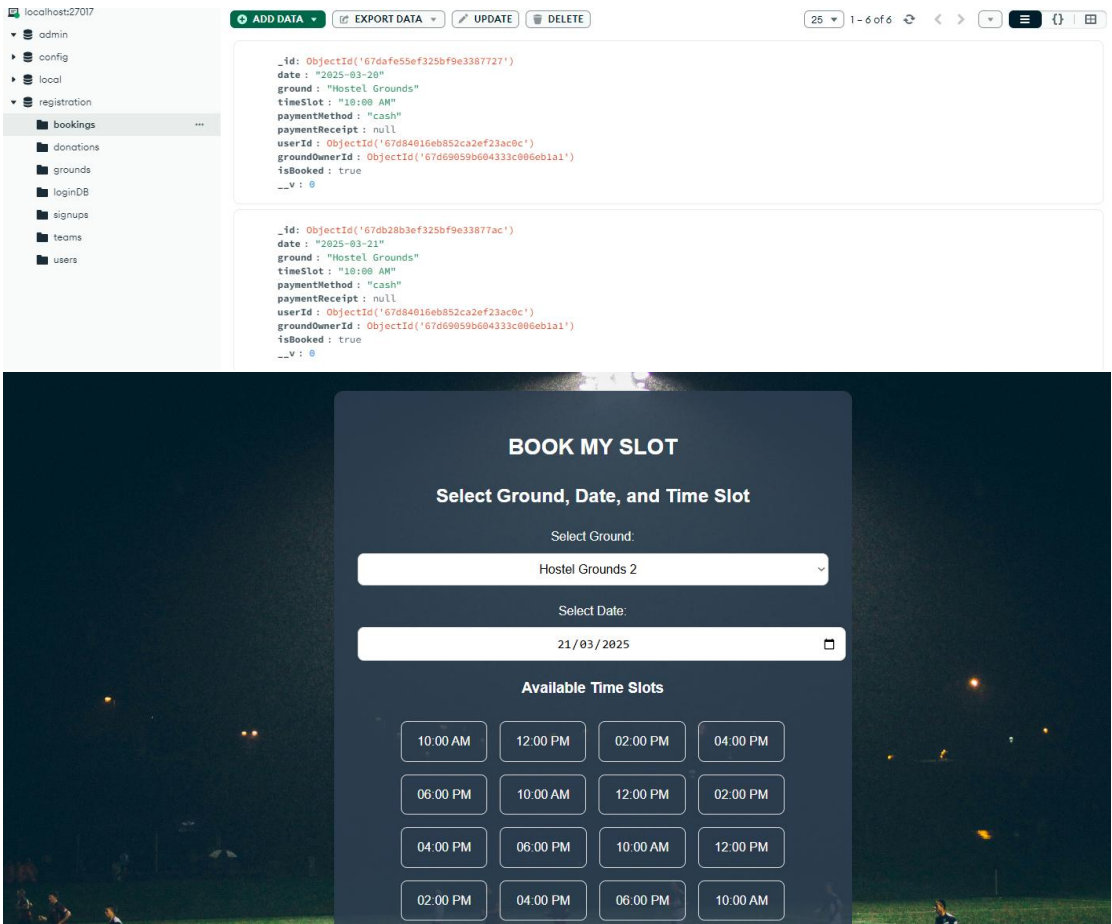 localhost:27017
admin
config
local
registration
bookings
donations
grounds
loginDB
signups
teams
users
ADD DATA EXPORT DATA UPDATE DELETE 25 1 – 6 of 6 {}
_id: ObjectId('67dafe55ef325bf9e3387727')
date : "2025-03-20"
ground : "Hostel Grounds"
timeSlot : "10:00 AM"
paymentMethod : "cash"
paymentReceipt : null
userId : ObjectId('67d84016eb852ca2ef23ac0c')
groundOwnerId : ObjectId('67d69059b604333c006eb1a1')
isBooked : true
__v : 0
_id: ObjectId('67db28b3ef325bf9e33877ac')
date : "2025-03-21"
ground : "Hostel Grounds"
timeSlot : "10:00 AM"
paymentMethod : "cash"
paymentReceipt : null
userId : ObjectId('67d84016eb852ca2ef23ac0c')
groundOwnerId : ObjectId('67d69059b604333c006eb1a1')
isBooked : true
__v : 0
BOOK MY SLOT
Select Ground, Date, and Time Slot
Select Ground:
Hostel Grounds 2
Select Date:
21/03/2025
Available Time Slots
10:00 AM 12:00 PM 02:00 PM 04:00 PM
06:00 PM 10:00 AM 12:00 PM 02:00 PM
04:00 PM 06:00 PM 10:00 AM 12:00 PM
02:00 PM 04:00 PM 06:00 PM 10:00 AM